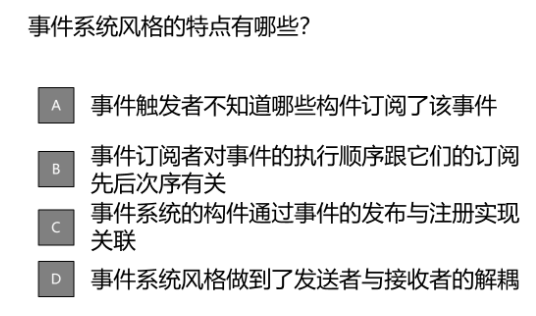 事件系统风格的特点有哪些？
A 事件触发者不知道哪些构件订阅了该事件
B 事件订阅者对事件的执行顺序跟它们的订阅
先后次序有关
C 事件系统的构件通过事件的发布与注册实现
关联
D 事件系统风格做到了发送者与接收者的解耦